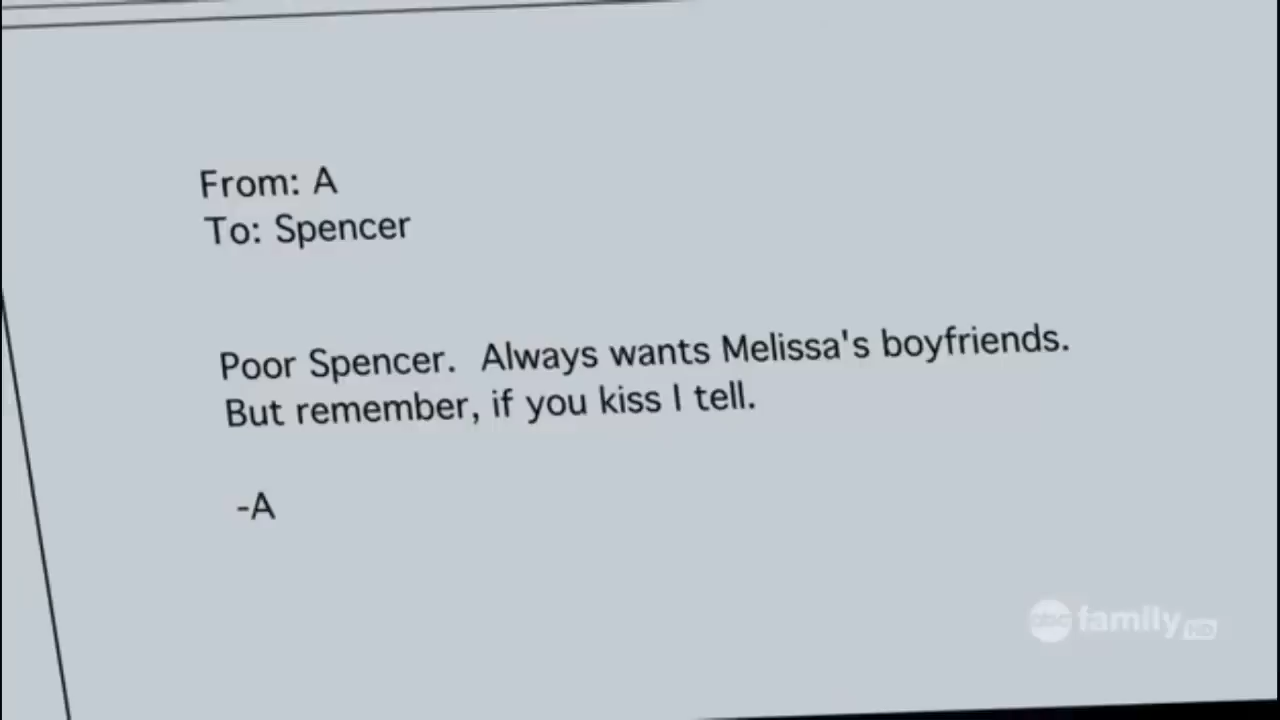 From: A
To: Spencer
Poor Spencer.  Always wants Melissa's boyfriends.
But remember, if you kiss I tell.
-A
abc family HD